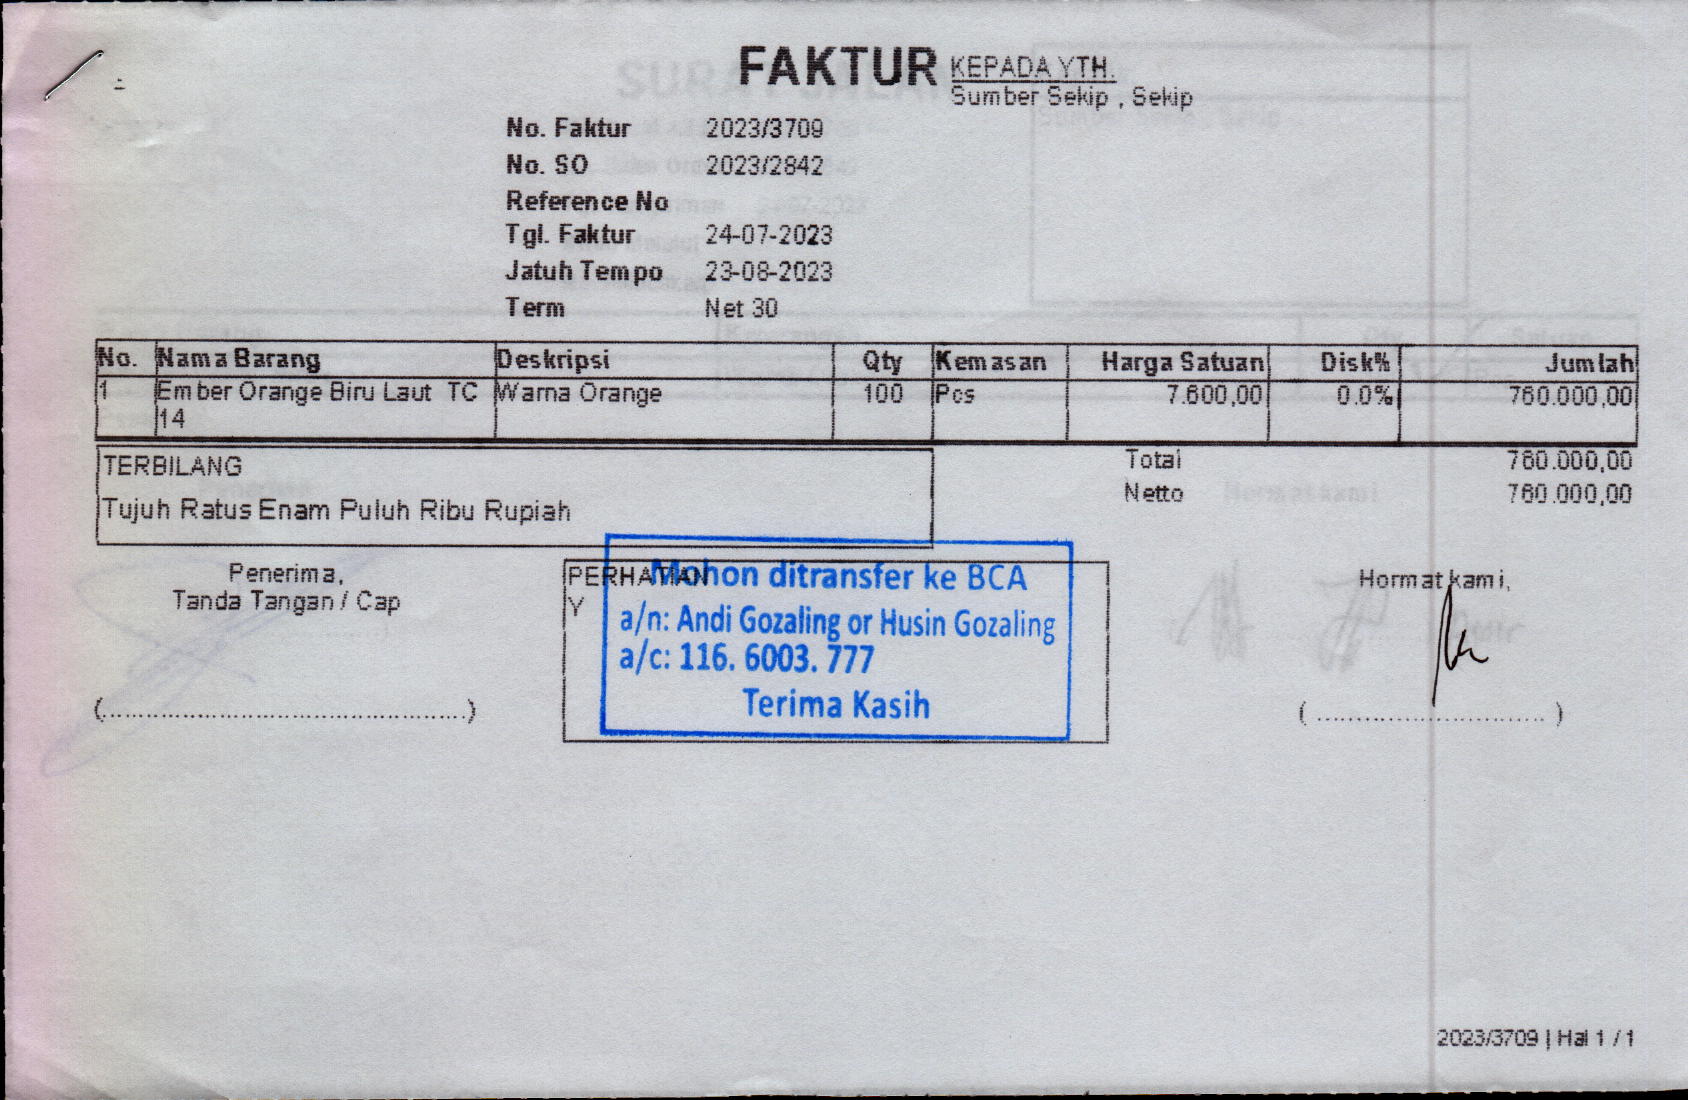 FAKTUR
KEPADA YTH.
Sumber Sekip , Sekip
No. Faktur 2023/3709
No. SO 2023/2842
Reference No
Tgl. Faktur 24-07-2023
Jatuh Tempo 23-08-2023
Term Net 30
No. Nama Barang Deskripsi Qty Kemasan Harga Satuan Disk% Jumlah
1 Ember Orange Biru Laut TC Warna Orange 100 Pcs 7.600,00 0.0% 760.000,00
14
TERBILANG
Tujuh Ratus Enam Puluh Ribu Rupiah
Total 760.000,00
Netto 760.000,00
Penerima,
Tanda Tangan / Cap
(...............................................)
PERHATIAN
Y
Mohon ditransfer ke BCA
a/n: Andi Gozaling or Husin Gozaling
a/c: 116. 6003. 777
Terima Kasih
Hormat kami,
( ............................. )
2023/3709 | Hal 1 / 1